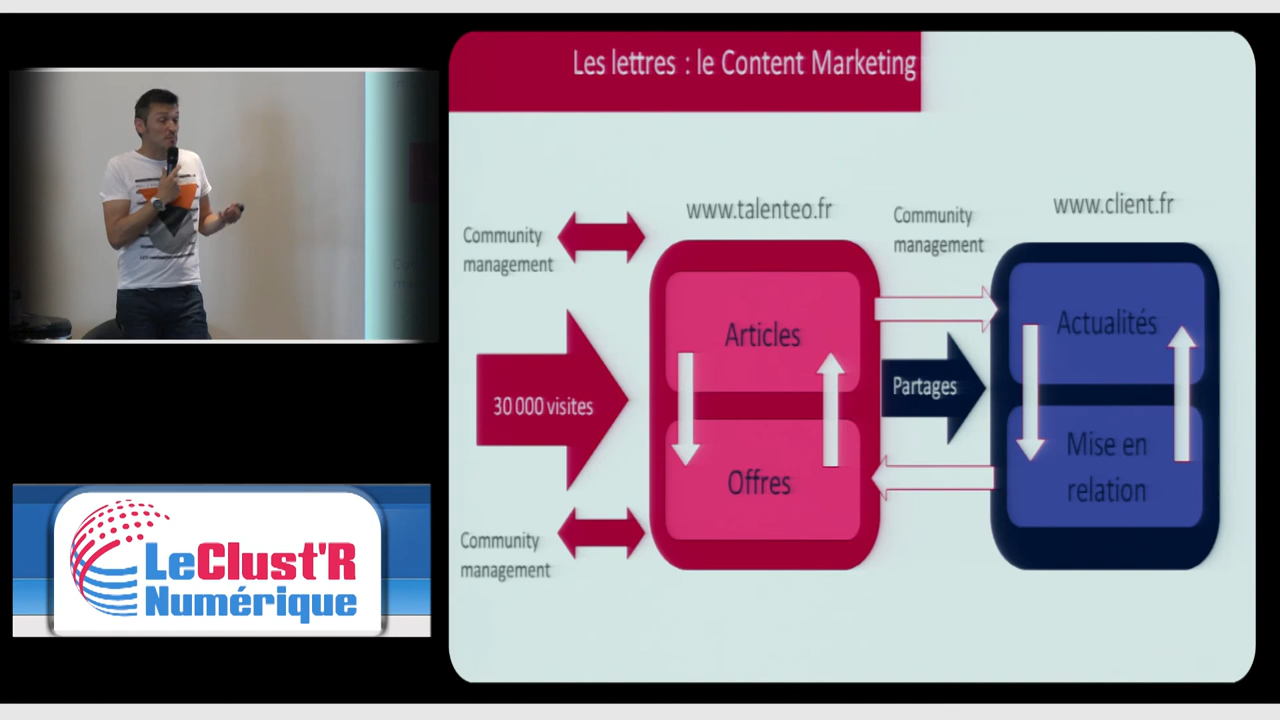 Les lettres : le Content Marketing
www.talenteo.fr
www.client.fr
Community
management
Community
management
Articles
Actualités
30 000 visites
Partages
Offres
Mise en
relation
Community
management
LeClust'R
Numérique